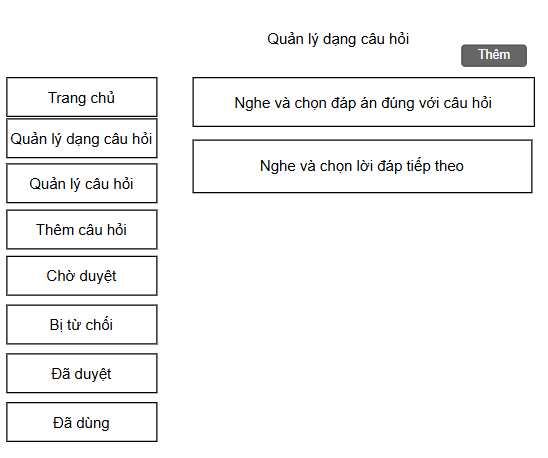 Quản lý dạng câu hỏi
Thêm
Trang chủ
Quản lý dạng câu hỏi
Quản lý câu hỏi
Thêm câu hỏi
Chờ duyệt
Bị từ chối
Đã duyệt
Đã dùng
Nghe và chọn đáp án đúng với câu hỏi
Nghe và chọn lời đáp tiếp theo